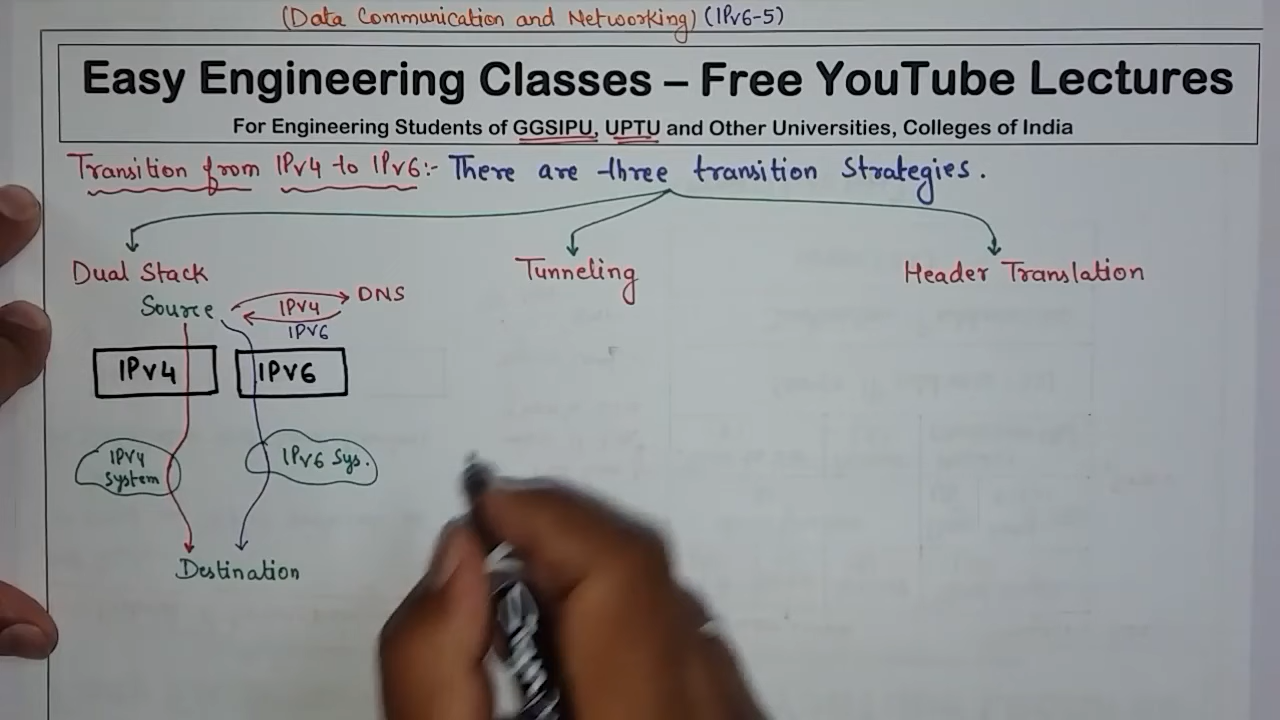 (Data Communication and Networking) (IPv6-5)
Easy Engineering Classes – Free YouTube Lectures
For Engineering Students of GGSIPU, UPTU and Other Universities, Colleges of India
Transition from IPv4 to IPv6:- There are three transition Strategies.
Dual Stack
Tunneling
Header Translation
Source
DNS
IPv4
IPv6
IPv4
IPv6
IPv4
System
IPv6 Sys.
Destination